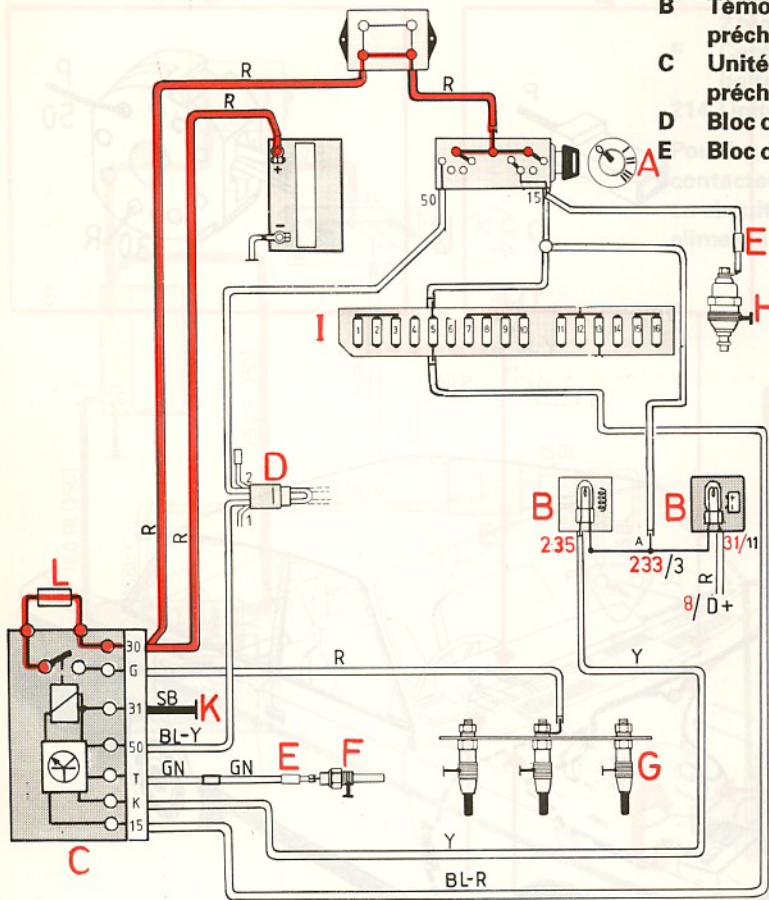 B Témo
préch
C Unité
préch
D Bloc d
E Bloc d
R
R
R
+
-
A
50
15
E
H
I
1 2 3 4 5 6 7 8 9 10 11 12 13 14 15 16
D
2
1
B
B
235
A
233/3
31/11
R
8/D+
R
R
L
30
G
R
Y
31
SB
K
50
BL-Y
T
GN
GN
E
F
G
K
15
C
Y
BL-R